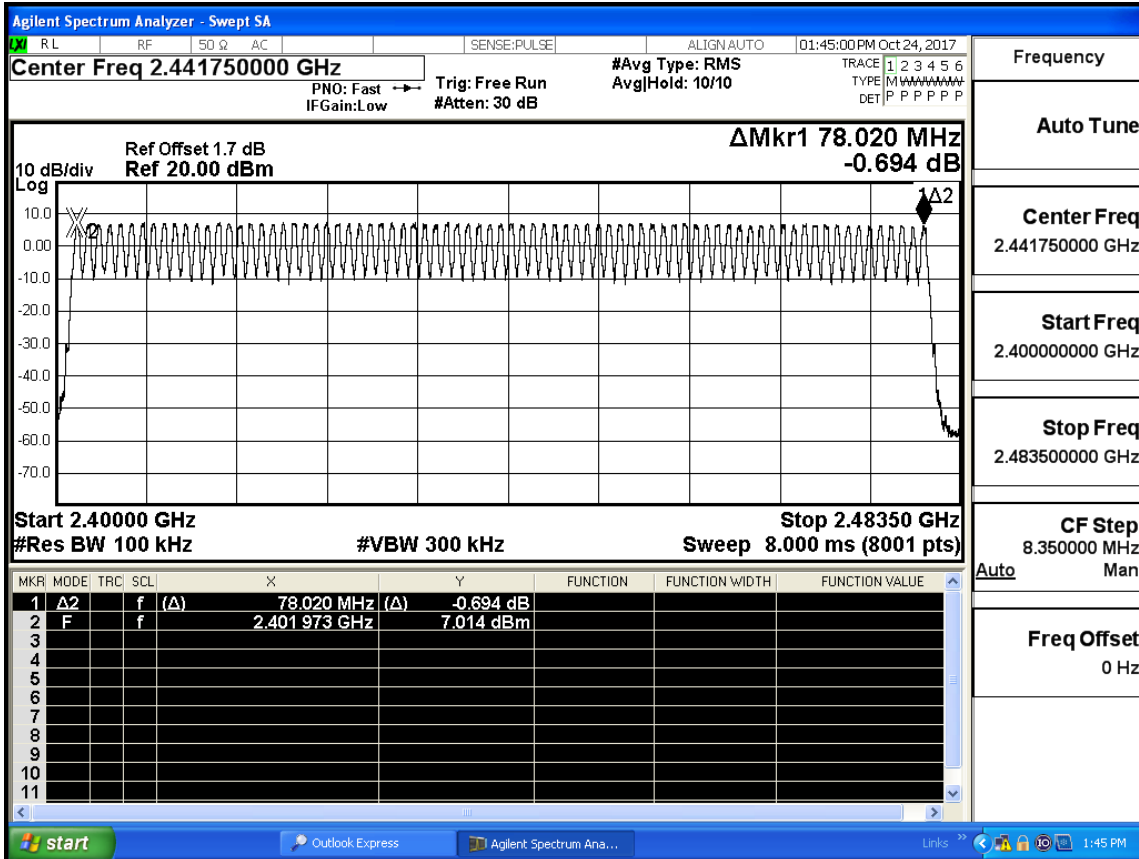 Agilent Spectrum Analyzer - Swept SA
LXI RL RF 50 Ω AC SENSE:PULSE ALIGN AUTO 01:45:00 PM Oct 24, 2017
Center Freq 2.441750000 GHz
PNO: Fast
IFGain:Low
Trig: Free Run
#Atten: 30 dB
#Avg Type: RMS
Avg|Hold: 10/10
TRACE 1 2 3 4 5 6
TYPE M WWWWW
DET P P P P P P
ΔMkr1 78.020 MHz
-0.694 dB
Ref Offset 1.7 dB
Ref 20.00 dBm
10 dB/div
Log
1Δ2
10.0
2
0.00
-10.0
-20.0
-30.0
-40.0
-50.0
-60.0
-70.0
Start 2.40000 GHz Stop 2.48350 GHz
#Res BW 100 kHz #VBW 300 kHz Sweep 8.000 ms (8001 pts)
MKR MODE TRC SCL X Y FUNCTION FUNCTION WIDTH FUNCTION VALUE
1 Δ2 f (Δ) 78.020 MHz (Δ) -0.694 dB
2 F f 2.401 973 GHz 7.014 dBm
3
4
5
6
7
8
9
10
11
Frequency
Auto Tune
Center Freq
2.441750000 GHz
Start Freq
2.400000000 GHz
Stop Freq
2.483500000 GHz
CF Step
8.350000 MHz
Auto Man
Freq Offset
0 Hz
start Outlook Express Agilent Spectrum Ana... Links » 1:45 PM